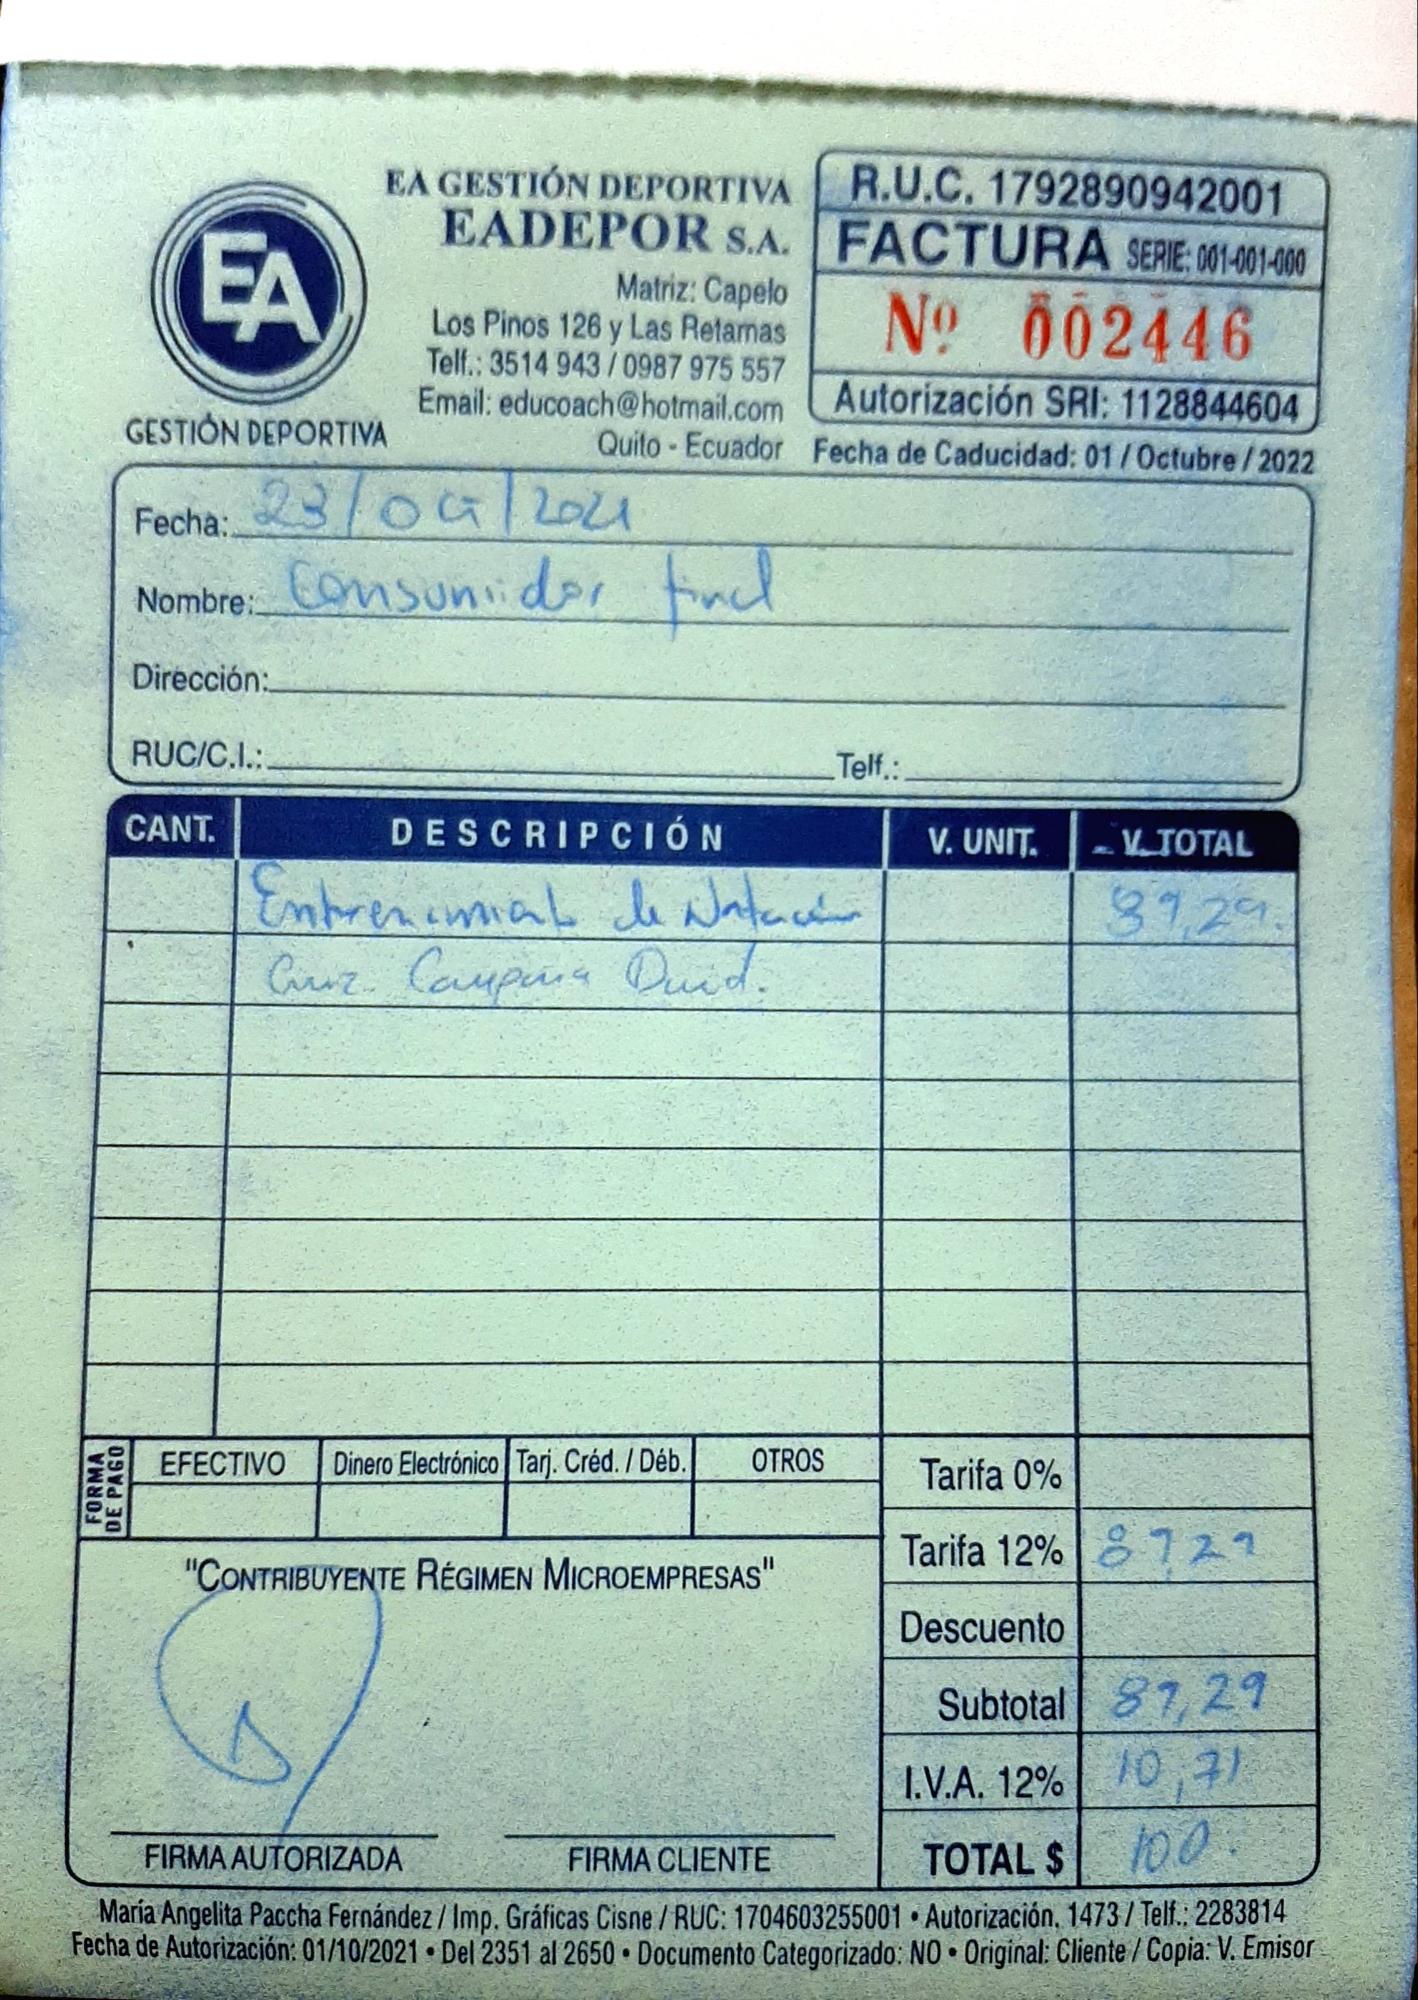 EA
GESTIÓN DEPORTIVA
EA GESTIÓN DEPORTIVA
EADEPOR S.A.
Matriz: Capelo
Los Pinos 126 y Las Retamas
Telf.: 3514 943 / 0987 975 557
Email: educoach@hotmail.com
Quito - Ecuador
R.U.C. 1792890942001
FACTURA SERIE: 001-001-000
Nº 002446
Autorización SRI: 1128844604
Fecha de Caducidad: 01 / Octubre / 2022
Fecha: 23/Oct/2021
Nombre: Consumidor final
Dirección:
RUC/C.I.: Telf.:
CANT. DESCRIPCIÓN V. UNIT. V. TOTAL
Entrenamiento de Natación 89,29.
Cruz Campaña David.
FORMA DE PAGO
EFECTIVO Dinero Electrónico Tarj. Créd. / Déb. OTROS
Tarifa 0%
Tarifa 12% 89,29
Descuento
Subtotal 89,29
I.V.A. 12% 10,71
TOTAL $ 100.
"CONTRIBUYENTE RÉGIMEN MICROEMPRESAS"
FIRMA AUTORIZADA FIRMA CLIENTE
María Angelita Paccha Fernández / Imp. Gráficas Cisne / RUC: 1704603255001 • Autorización. 1473 / Telf.: 2283814
Fecha de Autorización: 01/10/2021 • Del 2351 al 2650 • Documento Categorizado: NO • Original: Cliente / Copia: V. Emisor